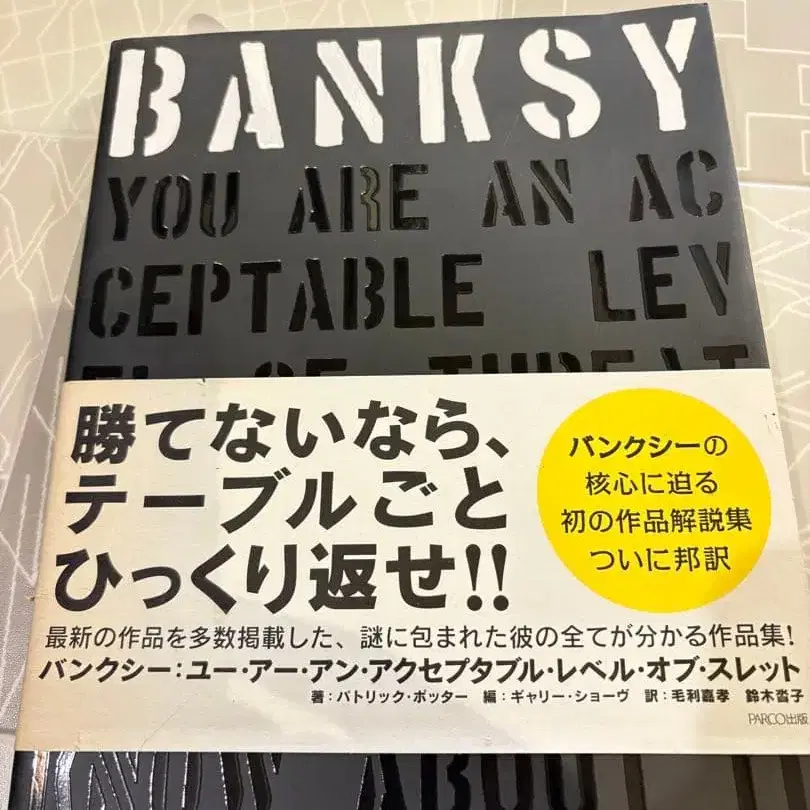 BANKSY
YOU ARE AN AC
CEPTABLE LEV
EL OF THREAT
勝てないなら、
テーブルごと
ひっくり返せ!!
バンクシーの
核心に迫る
初の作品解説集
ついに邦訳
最新の作品を多数掲載した、謎に包まれた彼の全てが分かる作品集!
バンクシー:ユー・アー・アン・アクセプタブル・レベル・オブ・スレット
著:パトリック・ポッター 編:ギャリー・ショーヴ 訳:毛利嘉孝 鈴木沓子
PARCO出版
KNOW ABOUT IT